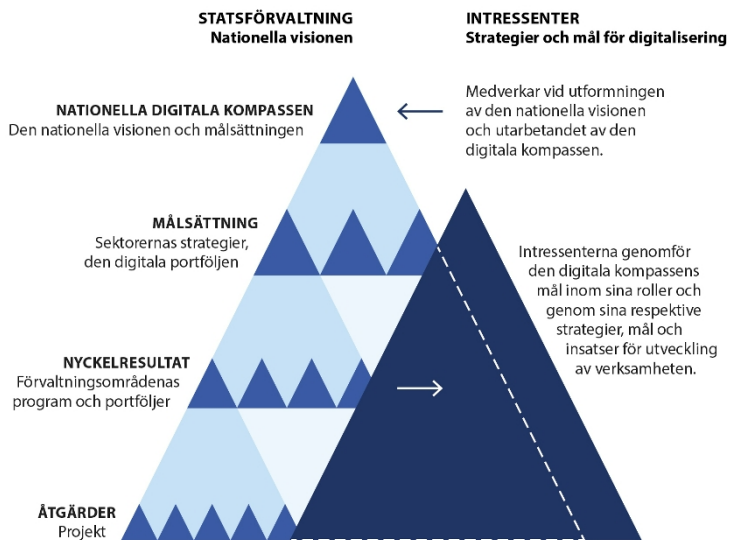 STATSFÖRVALTNING
Nationella visionen
INTRESSENTER
Strategier och mål för digitalisering
NATIONELLA DIGITALA KOMPASSEN
Den nationella visionen och målsättningen
Medverkar vid utformningen
av den nationella visionen
och utarbetandet av den
digitala kompassen.
MÅLSÄTTNING
Sektorernas strategier,
den digitala portföljen
Intressenterna genomför
den digitala kompassens
mål inom sina roller och
genom sina respektive
strategier, mål och
insatser för utveckling
av verksamheten.
NYCKELRESULTAT
Förvaltningsområdenas
program och portföljer
ÅTGÄRDER
Projekt